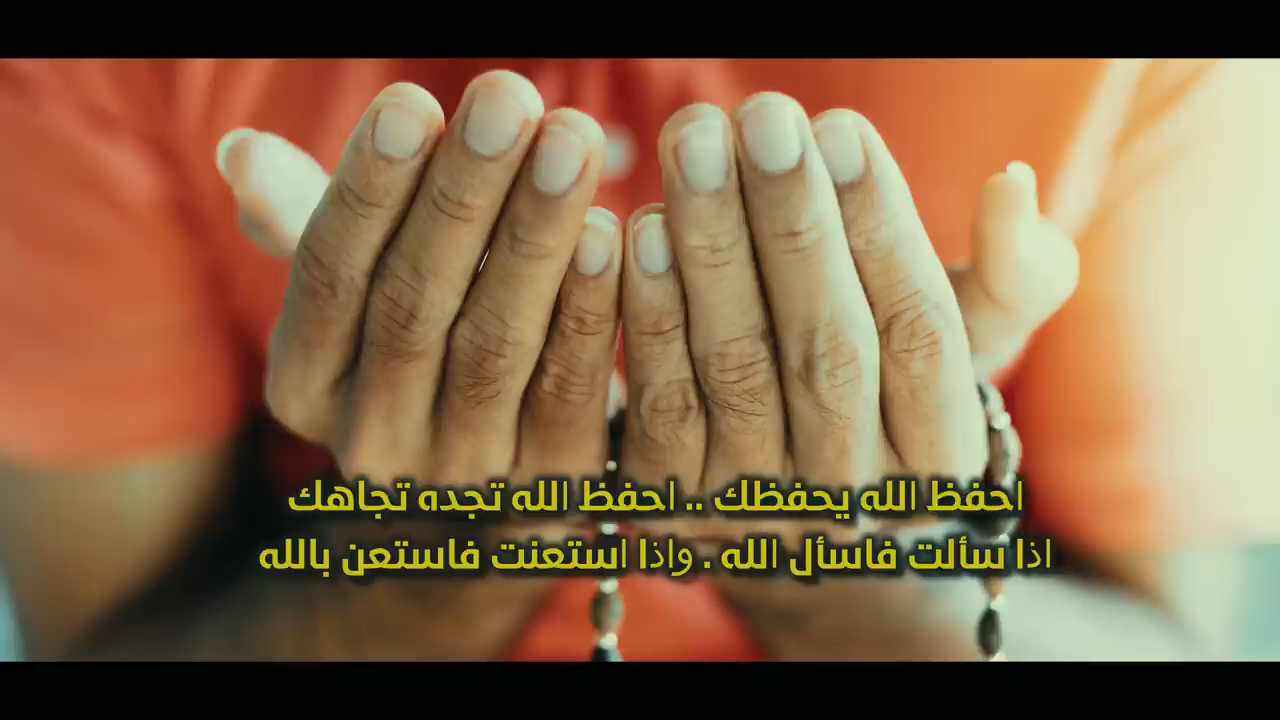 احفظ الله يحفظك .. احفظ الله تجده تجاهك
اذا سألت فاسأل الله . واذا استعنت فاستعن بالله